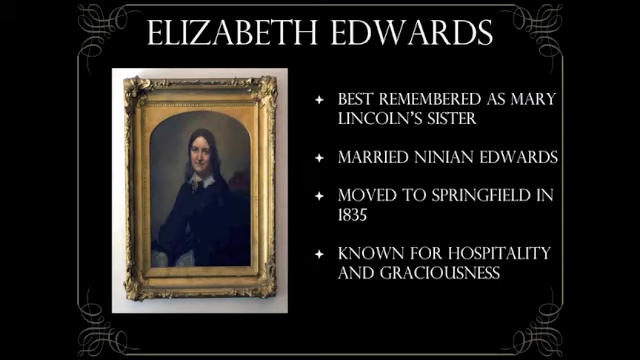 ELIZABETH EDWARDS
BEST REMEMBERED AS MARY
LINCOLN'S SISTER
MARRIED NINIAN EDWARDS
MOVED TO SPRINGFIELD IN
1835
KNOWN FOR HOSPITALITY
AND GRACIOUSNESS